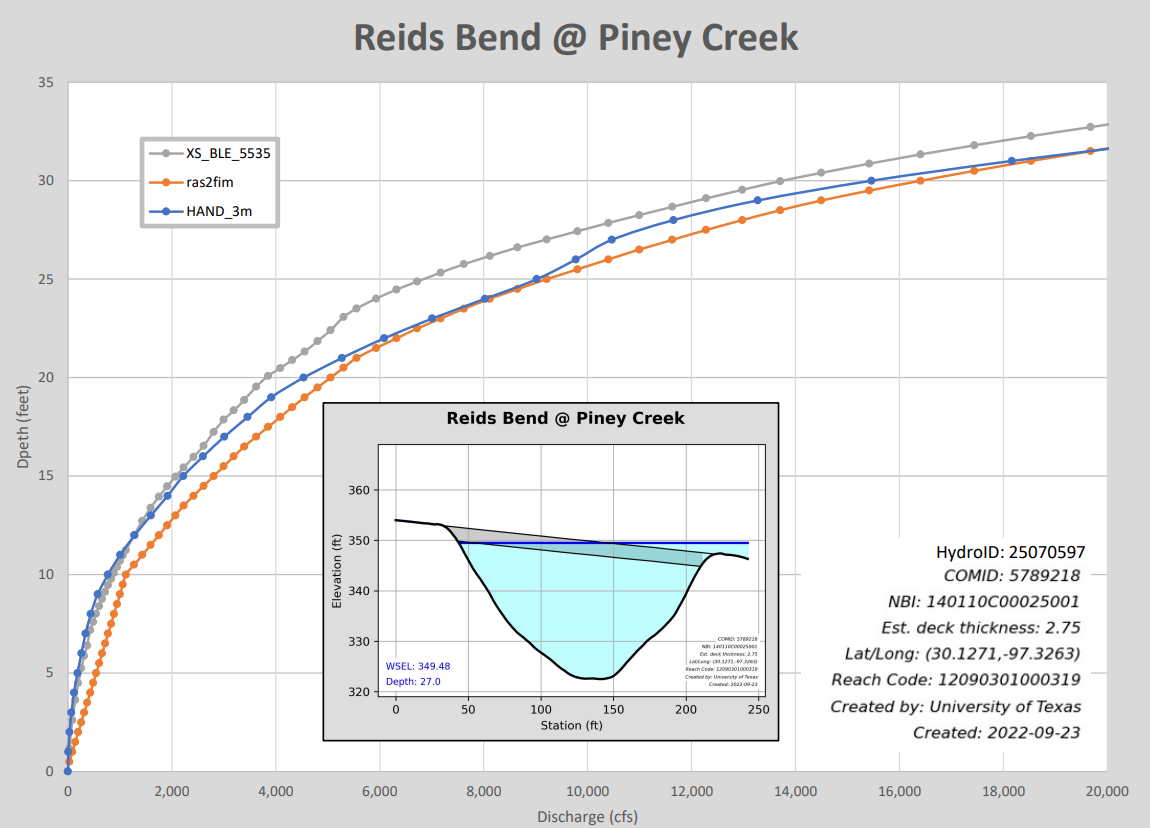 Reids Bend @ Piney Creek
35
30
25
20
15
10
5
0
Dpeth (feet)
XS_BLE_5535
ras2fim
HAND_3m
Reids Bend @ Piney Creek
360
350
340
330
320
Elevation (ft)
WSEL: 349.48
Depth: 27.0
COMID: 5789218
NBI: 140110C00025001
Est. deck thickness: 2.75
Lat/Long: (30.1271,-97.3263)
Reach Code: 12090301000319
Created by: University of Texas
Created: 2022-09-23
0 50 100 150 200 250
Station (ft)
HydroID: 25070597
COMID: 5789218
NBI: 140110C00025001
Est. deck thickness: 2.75
Lat/Long: (30.1271,-97.3263)
Reach Code: 12090301000319
Created by: University of Texas
Created: 2022-09-23
0 2,000 4,000 6,000 8,000 10,000 12,000 14,000 16,000 18,000 20,000
Discharge (cfs)